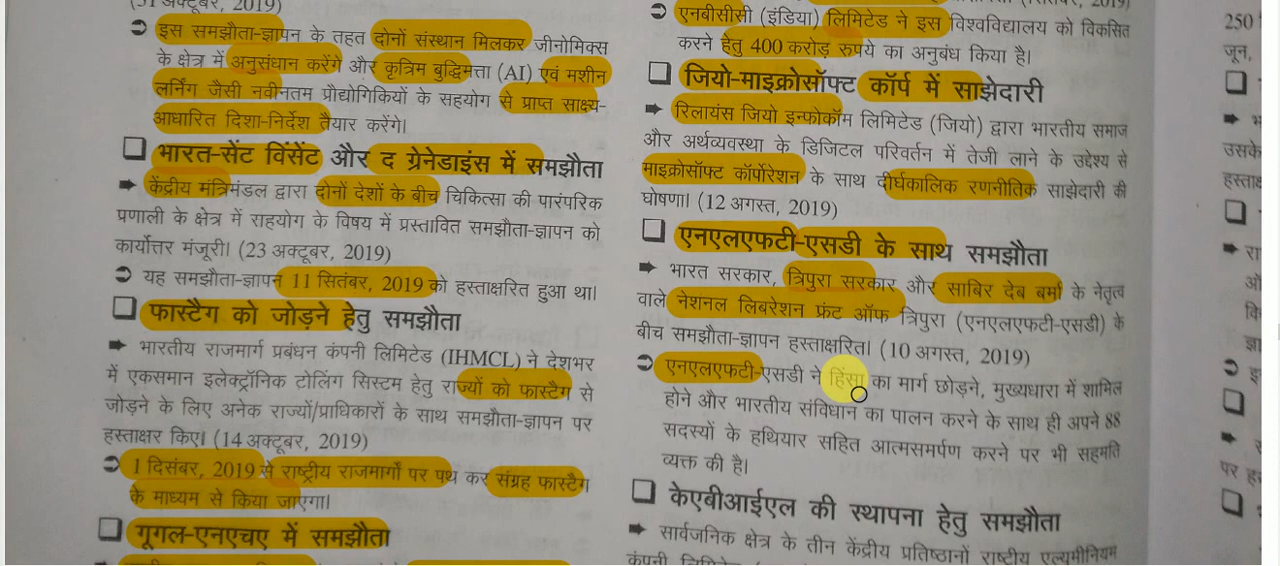 (31 अक्टूबर, 2019)
➲ इस समझौता-ज्ञापन के तहत दोनों संस्थान मिलकर जीनोमिक्स
के क्षेत्र में अनुसंधान करेंगे और कृत्रिम बुद्धिमत्ता (AI) एवं मशीन
लर्निंग जैसी नवीनतम प्रौद्योगिकियों के सहयोग से प्राप्त साक्ष्य-
आधारित दिशा-निर्देश तैयार करेंगे।
❑ भारत-सेंट विंसेंट और द ग्रेनेडाइंस में समझौता
➡ केंद्रीय मंत्रिमंडल द्वारा दोनों देशों के बीच चिकित्सा की पारंपरिक
प्रणाली के क्षेत्र में सहयोग के विषय में प्रस्तावित समझौता-ज्ञापन को
कार्योत्तर मंजूरी। (23 अक्टूबर, 2019)
➲ यह समझौता-ज्ञापन 11 सितंबर, 2019 को हस्ताक्षरित हुआ था।
❑ फास्टैग को जोड़ने हेतु समझौता
➡ भारतीय राजमार्ग प्रबंधन कंपनी लिमिटेड (IHMCL) ने देशभर
में एकसमान इलेक्ट्रॉनिक टोलिंग सिस्टम हेतु राज्यों को फास्टैग से
जोड़ने के लिए अनेक राज्यों/प्राधिकारों के साथ समझौता-ज्ञापन पर
हस्ताक्षर किए। (14 अक्टूबर, 2019)
➲ 1 दिसंबर, 2019 से राष्ट्रीय राजमार्गों पर पथ कर संग्रह फास्टैग
के माध्यम से किया जाएगा।
❑ गूगल-एनएचए में समझौता
➲ एनबीसीसी (इंडिया) लिमिटेड ने इस विश्वविद्यालय को विकसित
करने हेतु 400 करोड़ रुपये का अनुबंध किया है।
❑ जियो-माइक्रोसॉफ्ट कॉर्प में साझेदारी
➡ रिलायंस जियो इन्फोकॉम लिमिटेड (जियो) द्वारा भारतीय समाज
और अर्थव्यवस्था के डिजिटल परिवर्तन में तेजी लाने के उद्देश्य से
माइक्रोसॉफ्ट कॉर्पोरेशन के साथ दीर्घकालिक रणनीतिक साझेदारी की
घोषणा। (12 अगस्त, 2019)
❑ एनएलएफटी-एसडी के साथ समझौता
➡ भारत सरकार, त्रिपुरा सरकार और साबिर देब बर्मा के नेतृत्व
वाले नेशनल लिबरेशन फ्रंट ऑफ त्रिपुरा (एनएलएफटी-एसडी) के
बीच समझौता-ज्ञापन हस्ताक्षरित। (10 अगस्त, 2019)
➲ एनएलएफटी-एसडी ने हिंसा का मार्ग छोड़ने, मुख्यधारा में शामिल
होने और भारतीय संविधान का पालन करने के साथ ही अपने 88
सदस्यों के हथियार सहित आत्मसमर्पण करने पर भी सहमति
व्यक्त की है।
❑ केएबीआईएल की स्थापना हेतु समझौता
➡ सार्वजनिक क्षेत्र के तीन केंद्रीय प्रतिष्ठानों राष्ट्रीय एल्यूमीनियम
कंपनी
250
जून,
उसके
पर